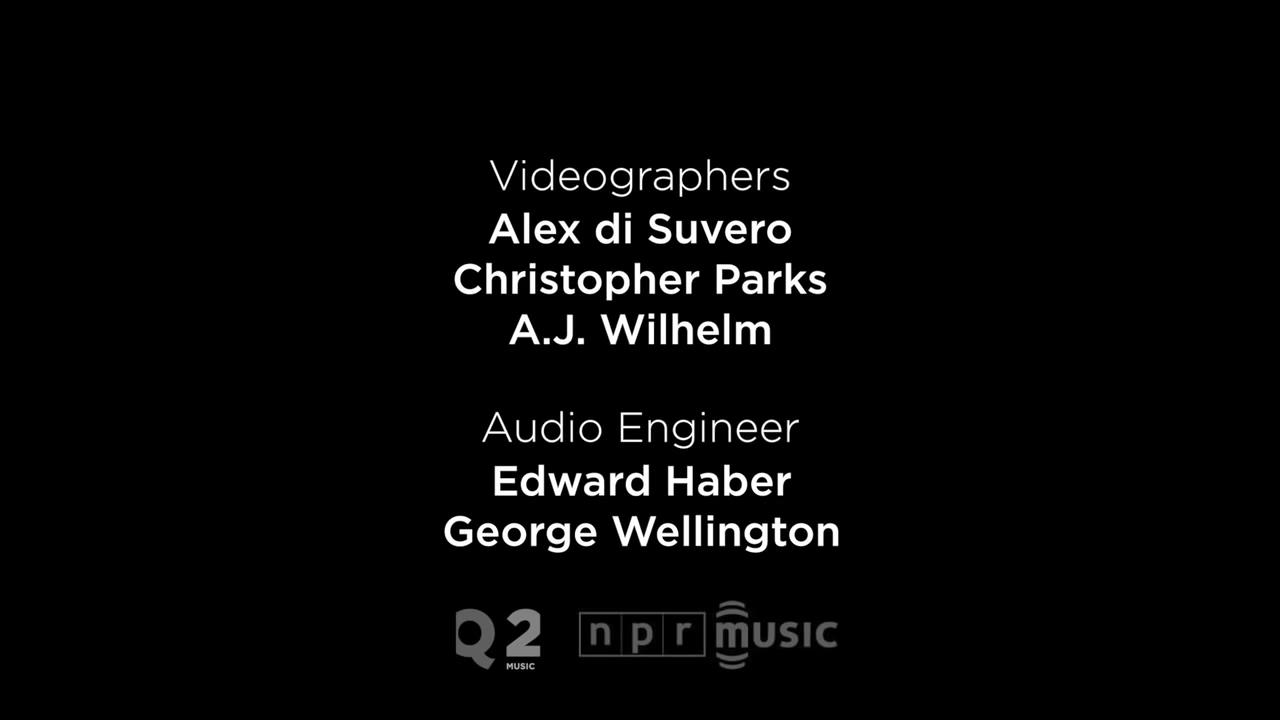 Videographers
Alex di Suvero
Christopher Parks
A.J. Wilhelm
Audio Engineer
Edward Haber
George Wellington
Q2 MUSIC
npr music